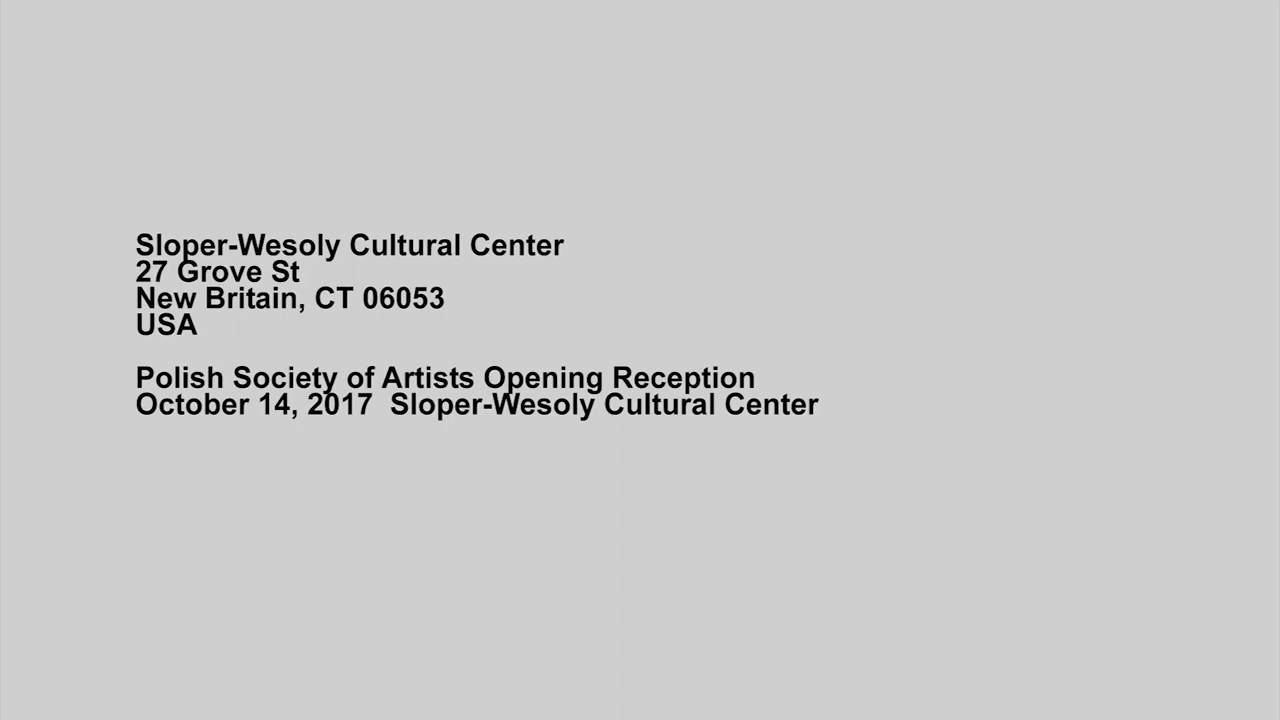 Sloper-Wesoly Cultural Center
27 Grove St
New Britain, CT 06053
USA
Polish Society of Artists Opening Reception
October 14, 2017  Sloper-Wesoly Cultural Center